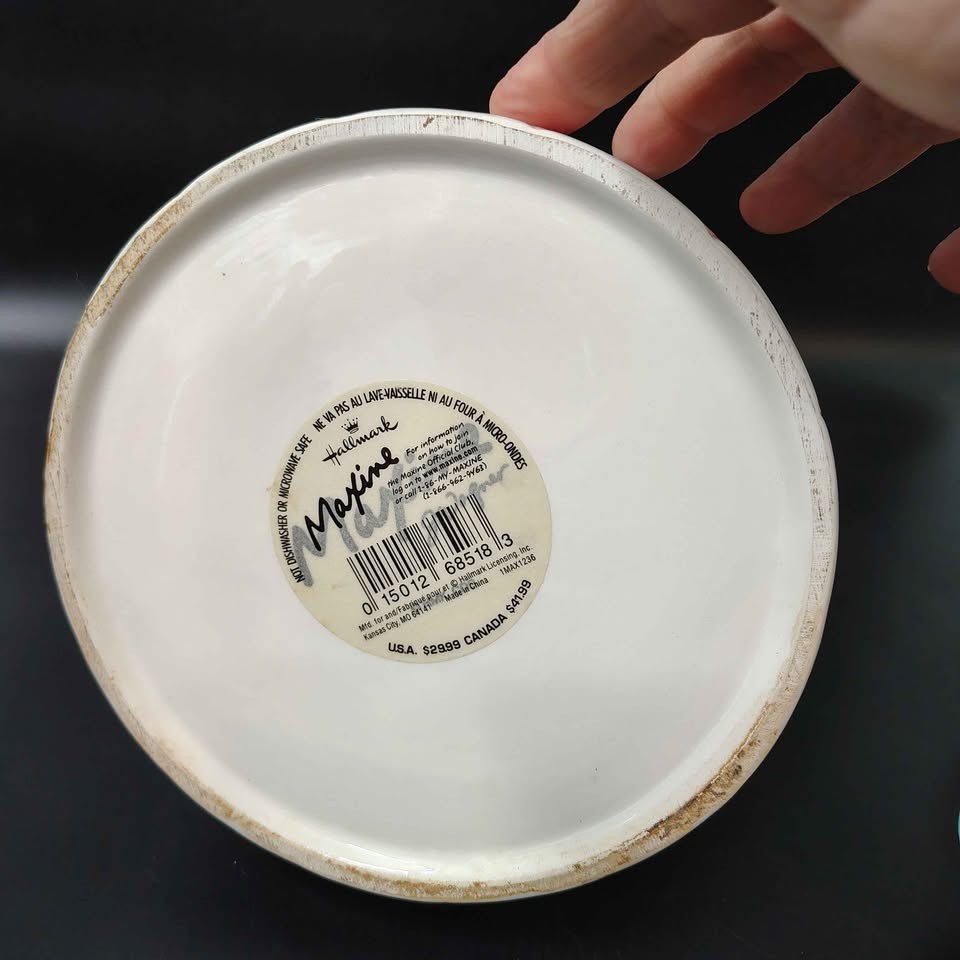 NOT DISHWASHER OR MICROWAVE SAFE NE VA PAS AU LAVE-VAISSELLE NI AU FOUR À MICRO-ONDES
Hallmark
Maxine
For information
on how to join
the Maxine Official Club,
log on to www.maxine.com
or call 1-86-MY-MAXINE
(1-866-962-9463)
0 15012 68518 3
Mfd. for and/Fabrique pour et © Hallmark Licensing, Inc.
Kansas City, MO 64141 Made in China 1MAX1236
U.S.A. $29.99 CANADA $41.99
Maxine